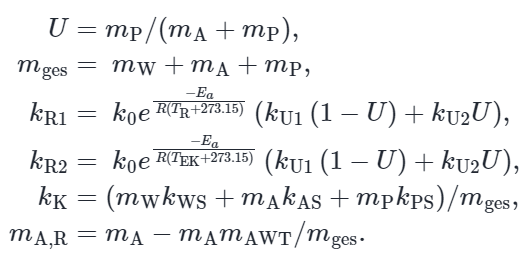 U = m_P/(m_A + m_P),
m_ges = m_W + m_A + m_P,
k_R1 = k_0 e^{\frac{-E_a}{R(T_R+273.15)}} (k_U1 (1 − U) + k_U2 U),
k_R2 = k_0 e^{\frac{-E_a}{R(T_EK+273.15)}} (k_U1 (1 − U) + k_U2 U),
k_K = (m_W k_WS + m_A k_AS + m_P k_PS)/m_ges,
m_A,R = m_A − m_A m_AWT/m_ges.